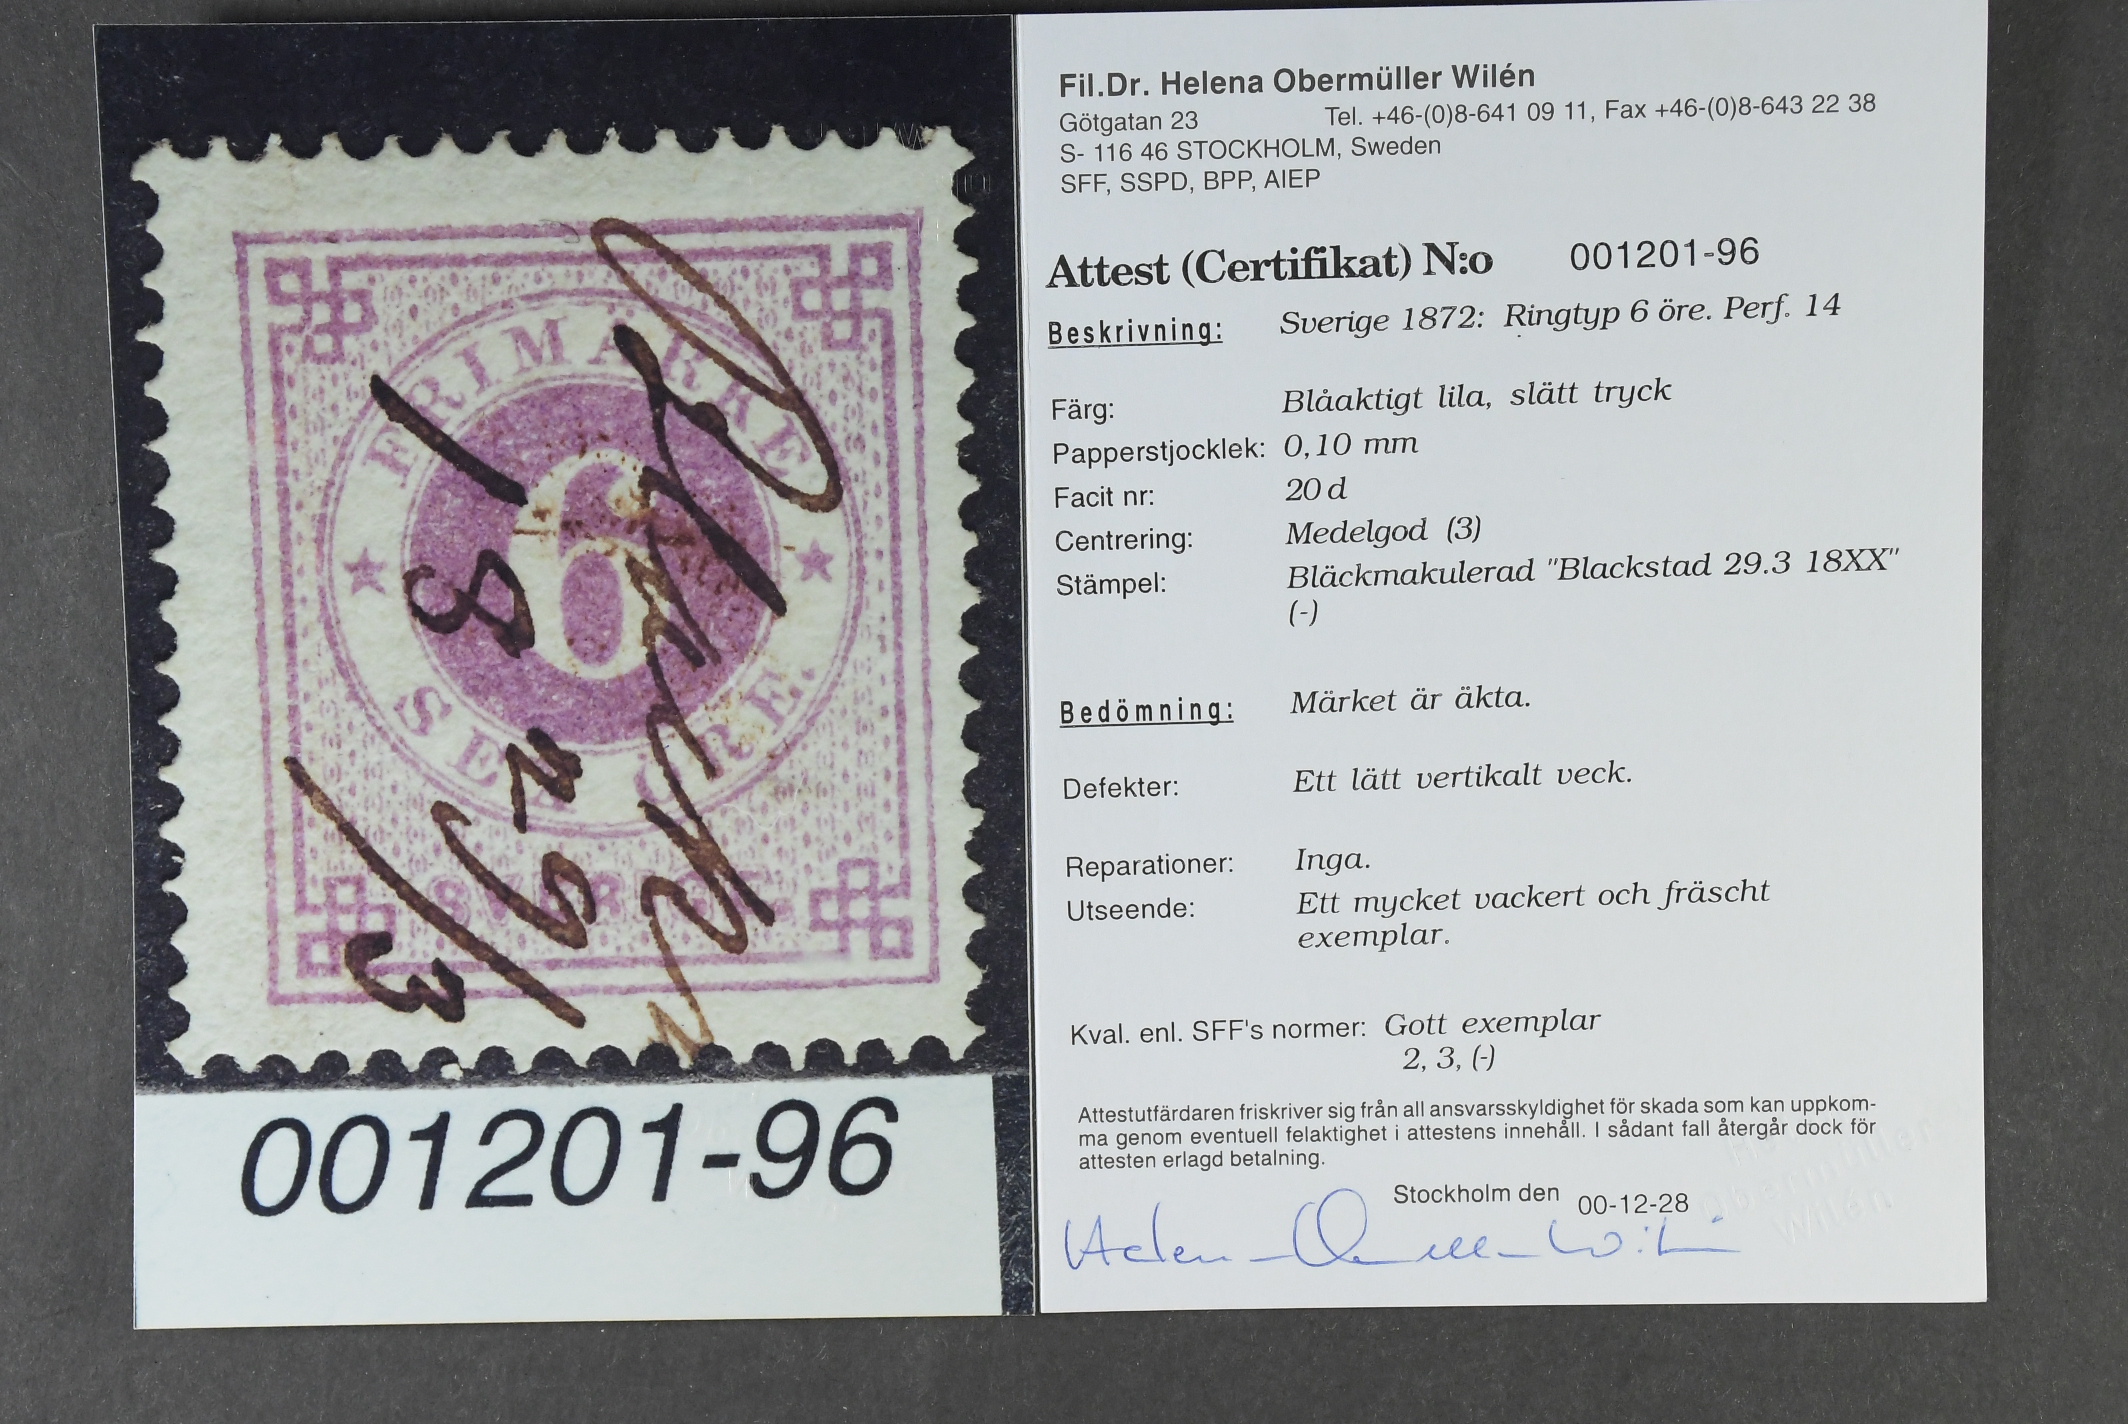 FRIMÄRKE
6
SEX ÖRE.
SVERIGE
001201-96
Fil.Dr. Helena Obermüller Wilén
Götgatan 23 Tel. +46-(0)8-641 09 11, Fax +46-(0)8-643 22 38
S- 116 46 STOCKHOLM, Sweden
SFF, SSPD, BPP, AIEP
Attest (Certifikat) N:o 001201-96
Beskrivning: Sverige 1872: Ringtyp 6 öre. Perf. 14
Färg: Blåaktigt lila, slätt tryck
Papperstjocklek: 0,10 mm
Facit nr: 20 d
Centrering: Medelgod (3)
Stämpel: Bläckmakulerad "Blackstad 29.3 18XX"
(-)
Bedömning: Märket är äkta.
Defekter: Ett lätt vertikalt veck.
Reparationer: Inga.
Utseende: Ett mycket vackert och fräscht
exemplar.
Kval. enl. SFF's normer: Gott exemplar
2, 3, (-)
Attestutfärdaren friskriver sig från all ansvarsskyldighet för skada som kan uppkom-
ma genom eventuell felaktighet i attestens innehåll. I sådant fall återgår dock för
attesten erlagd betalning.
Stockholm den 00-12-28
Obermüller
Wilén